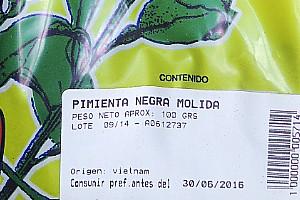 CONTENIDO
PIMIENTA NEGRA MOLIDA
PESO NETO APROX: 100 GRS
LOTE 09/14 - A0612737
Origen: vietnam
Consumir pref.antes del 30/06/2016